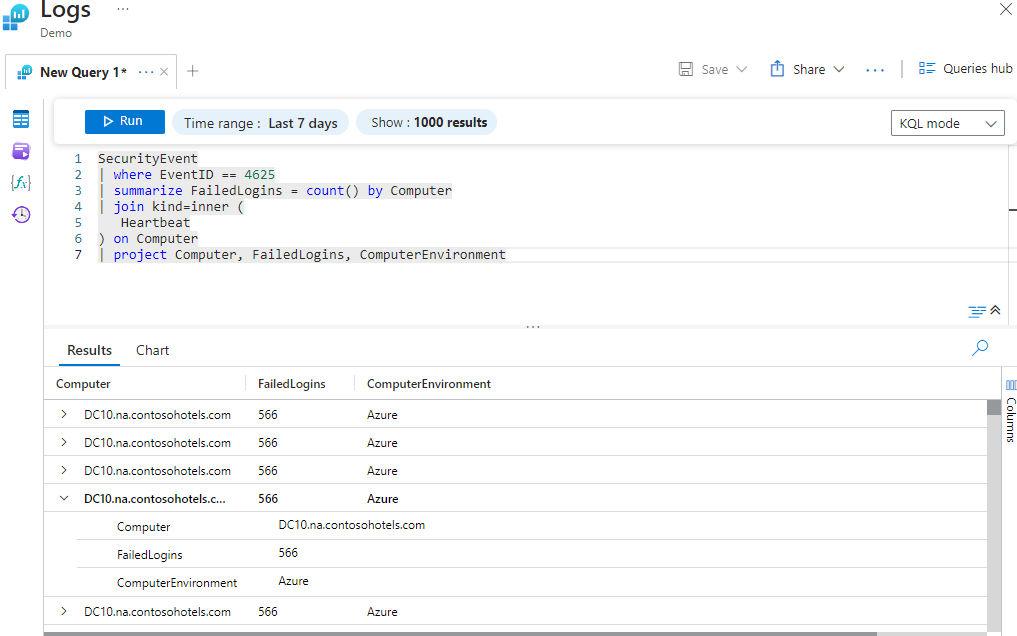 Logs ...
Demo
New Query 1* ... × +
Save Share ... Queries hub
Run Time range : Last 7 days Show : 1000 results KQL mode
1 SecurityEvent
2 | where EventID == 4625
3 | summarize FailedLogins = count() by Computer
4 | join kind=inner (
5 Heartbeat
6 ) on Computer
7 | project Computer, FailedLogins, ComputerEnvironment
...
Results Chart
Computer FailedLogins ComputerEnvironment
Columns
> DC10.na.contosohotels.com 566 Azure
> DC10.na.contosohotels.com 566 Azure
> DC10.na.contosohotels.com 566 Azure
DC10.na.contosohotels.c... 566 Azure
Computer DC10.na.contosohotels.com
FailedLogins 566
ComputerEnvironment Azure
> DC10.na.contosohotels.com 566 Azure